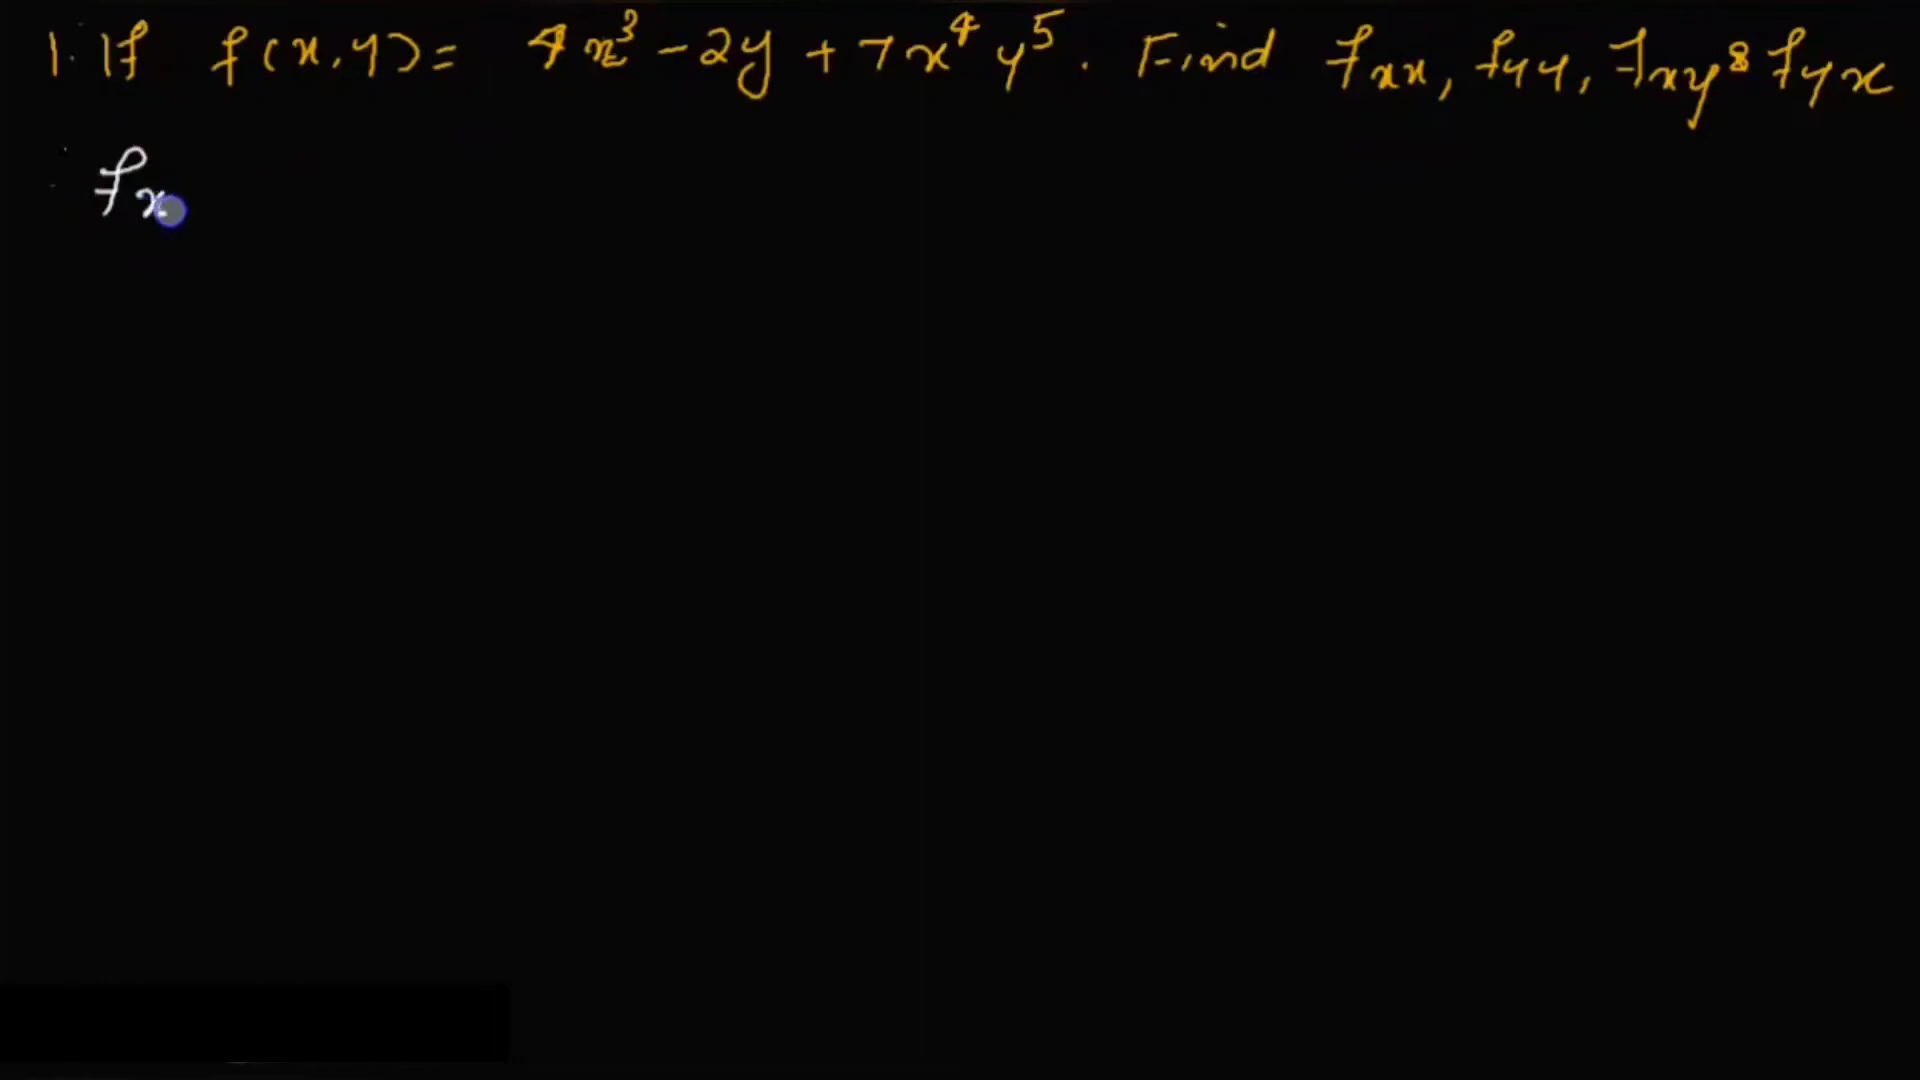 1. If f(x,y) = 4x³ - 2y + 7x⁴y⁵. Find fxx, fyy, fxy & fyx
fx